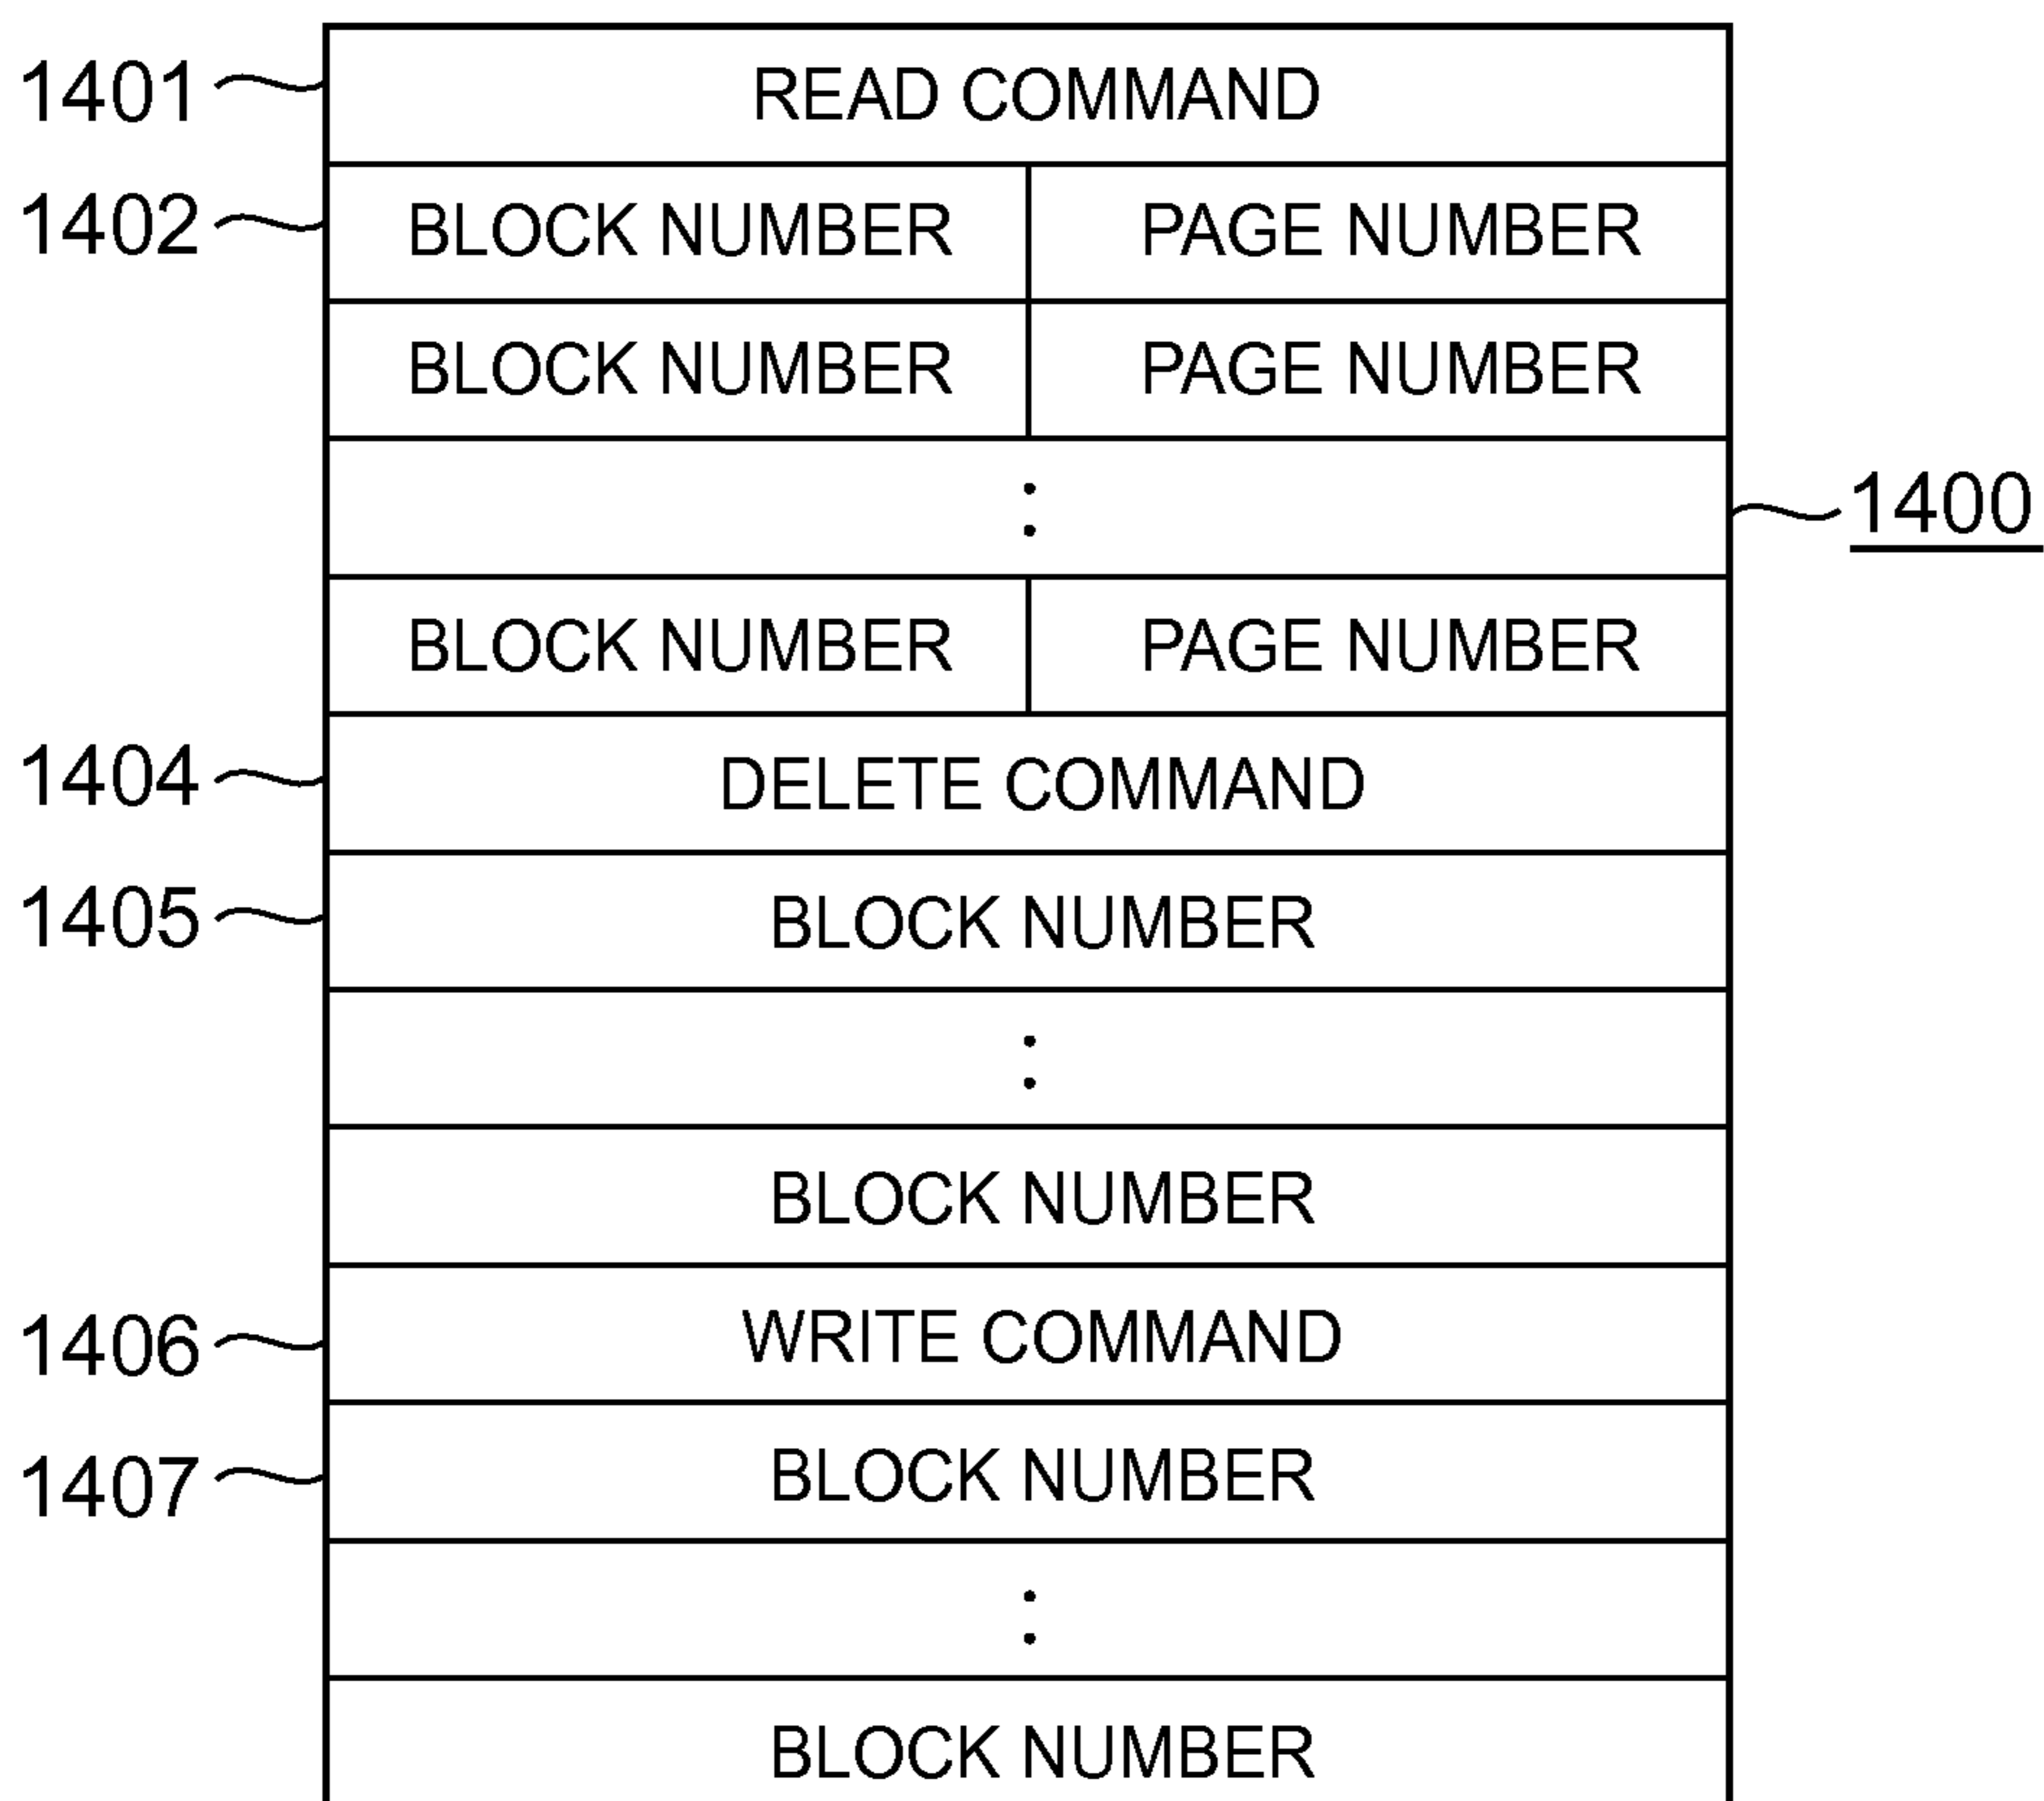 1401 READ COMMAND
1402 BLOCK NUMBER PAGE NUMBER
BLOCK NUMBER PAGE NUMBER
: 1400
BLOCK NUMBER PAGE NUMBER
1404 DELETE COMMAND
1405 BLOCK NUMBER
:
BLOCK NUMBER
1406 WRITE COMMAND
1407 BLOCK NUMBER
:
BLOCK NUMBER